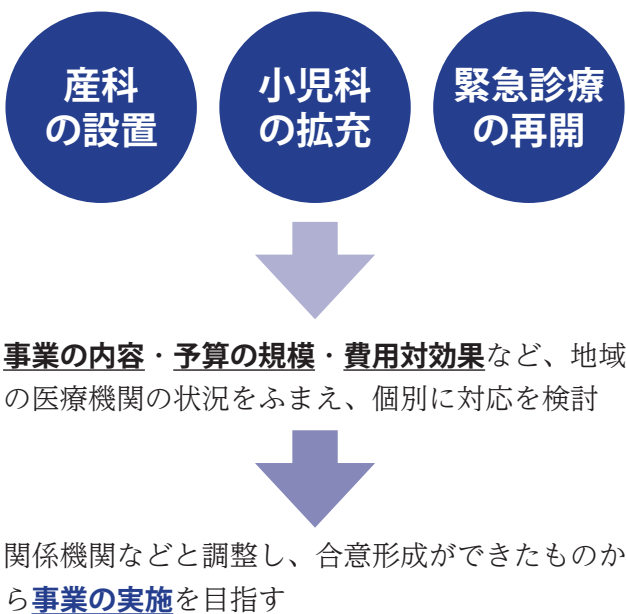 産科
の設置
小児科
の拡充
緊急診療
の再開
事業の内容・予算の規模・費用対効果など、地域
の医療機関の状況をふまえ、個別に対応を検討
関係機関などと調整し、合意形成ができたものか
ら事業の実施を目指す